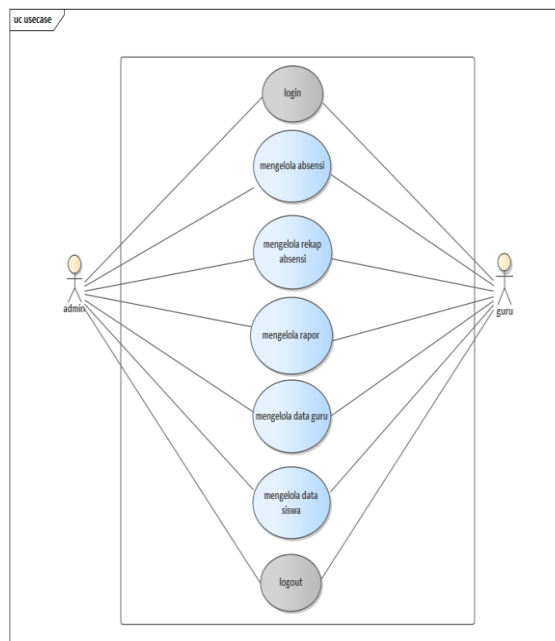 uc usecase
login
mengelola absensi
mengelola rekap
absensi
admin
guru
mengelola rapor
mengelola data guru
mengelola data
siswa
logout